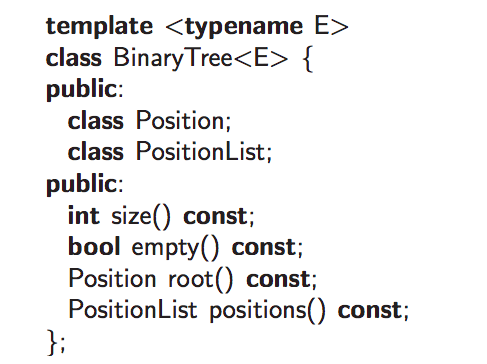 template <typename E>
class BinaryTree<E> {
public:
class Position;
class PositionList;
public:
int size() const;
bool empty() const;
Position root() const;
PositionList positions() const;
};